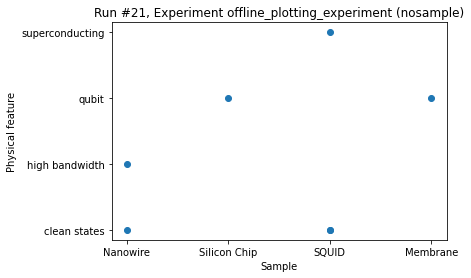 Run #21, Experiment offline_plotting_experiment (nosample)
superconducting
qubit
high bandwidth
clean states
Physical feature
Nanowire Silicon Chip SQUID Membrane
Sample